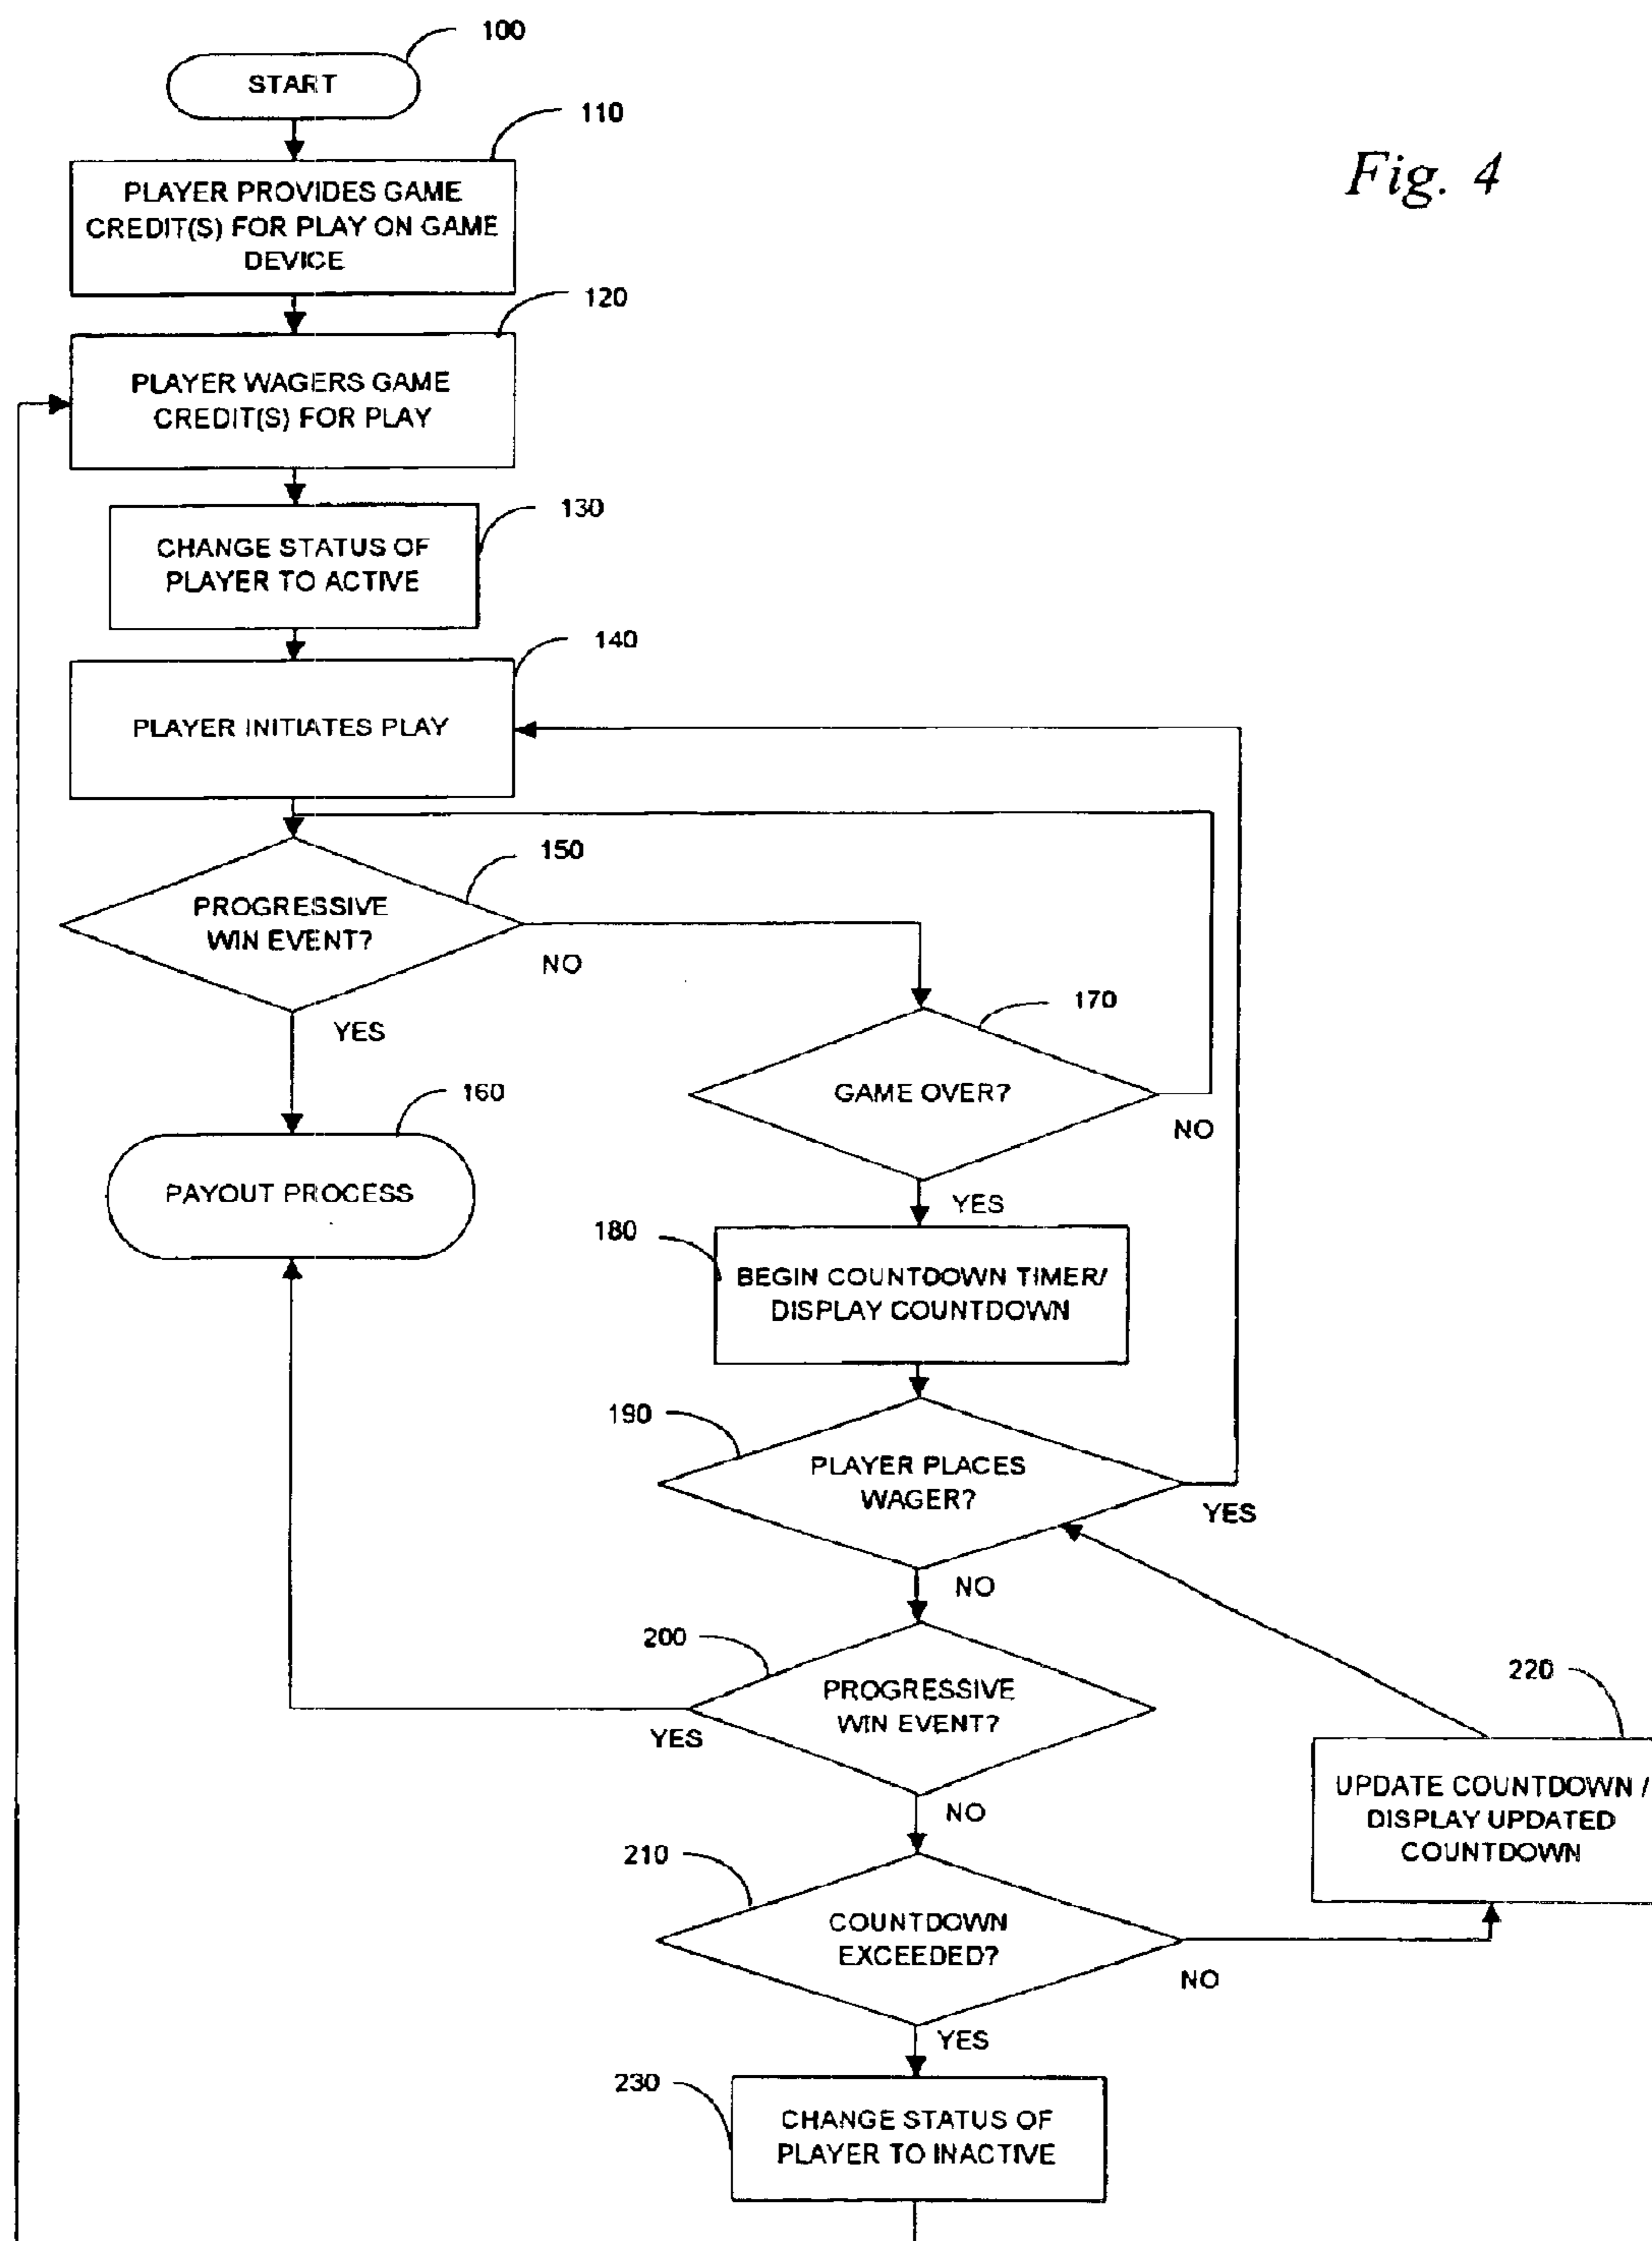 100
START
110
Fig. 4
PLAYER PROVIDES GAME
CREDIT(S) FOR PLAY ON GAME
DEVICE
120
PLAYER WAGERS GAME
CREDIT(S) FOR PLAY
130
CHANGE STATUS OF
PLAYER TO ACTIVE
140
PLAYER INITIATES PLAY
150
PROGRESSIVE
WIN EVENT?
NO
YES
170
GAME OVER?
NO
YES
160
PAYOUT PROCESS
180
BEGIN COUNTDOWN TIMER/
DISPLAY COUNTDOWN
190
PLAYER PLACES
WAGER?
YES
NO
200
PROGRESSIVE
WIN EVENT?
YES
NO
220
UPDATE COUNTDOWN /
DISPLAY UPDATED
COUNTDOWN
210
COUNTDOWN
EXCEEDED?
NO
YES
230
CHANGE STATUS OF
PLAYER TO INACTIVE